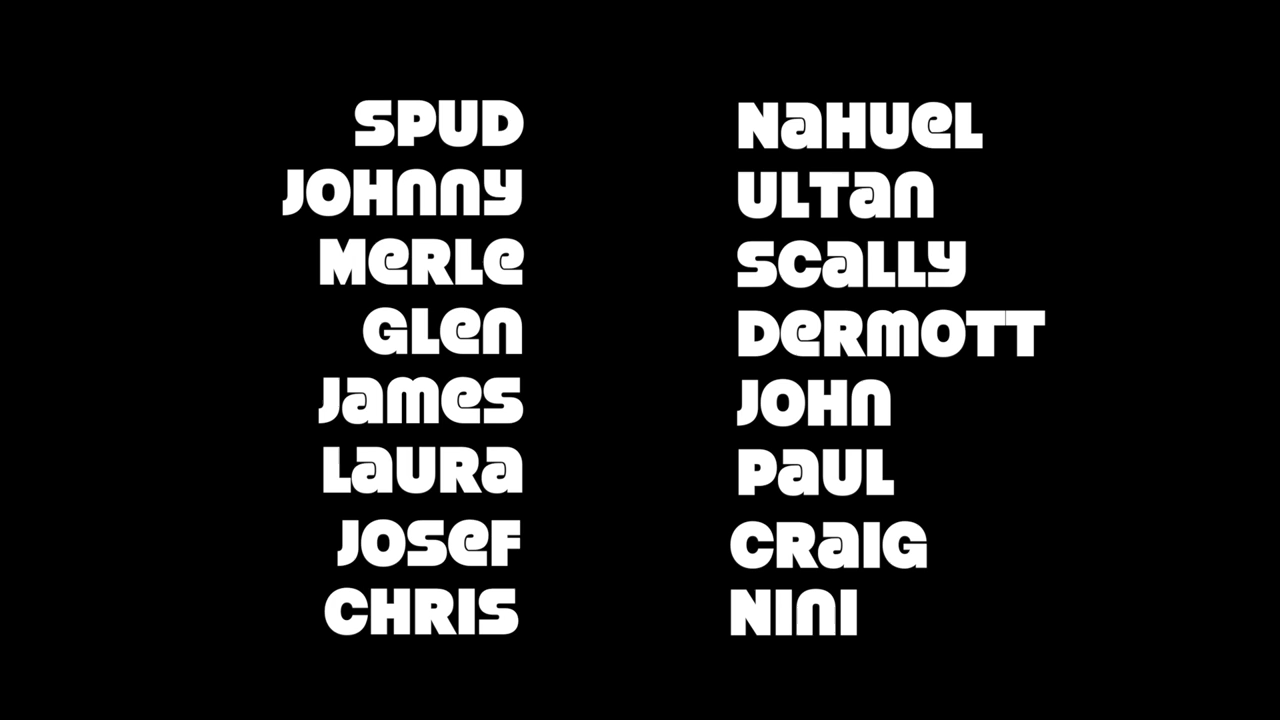 SPUD
JOHNNY
MERLE
GLEN
JAMES
LAURA
JOSEF
CHRIS
NAHUEL
ULTAN
SCALLY
DERMOTT
JOHN
PAUL
CRAIG
NINI